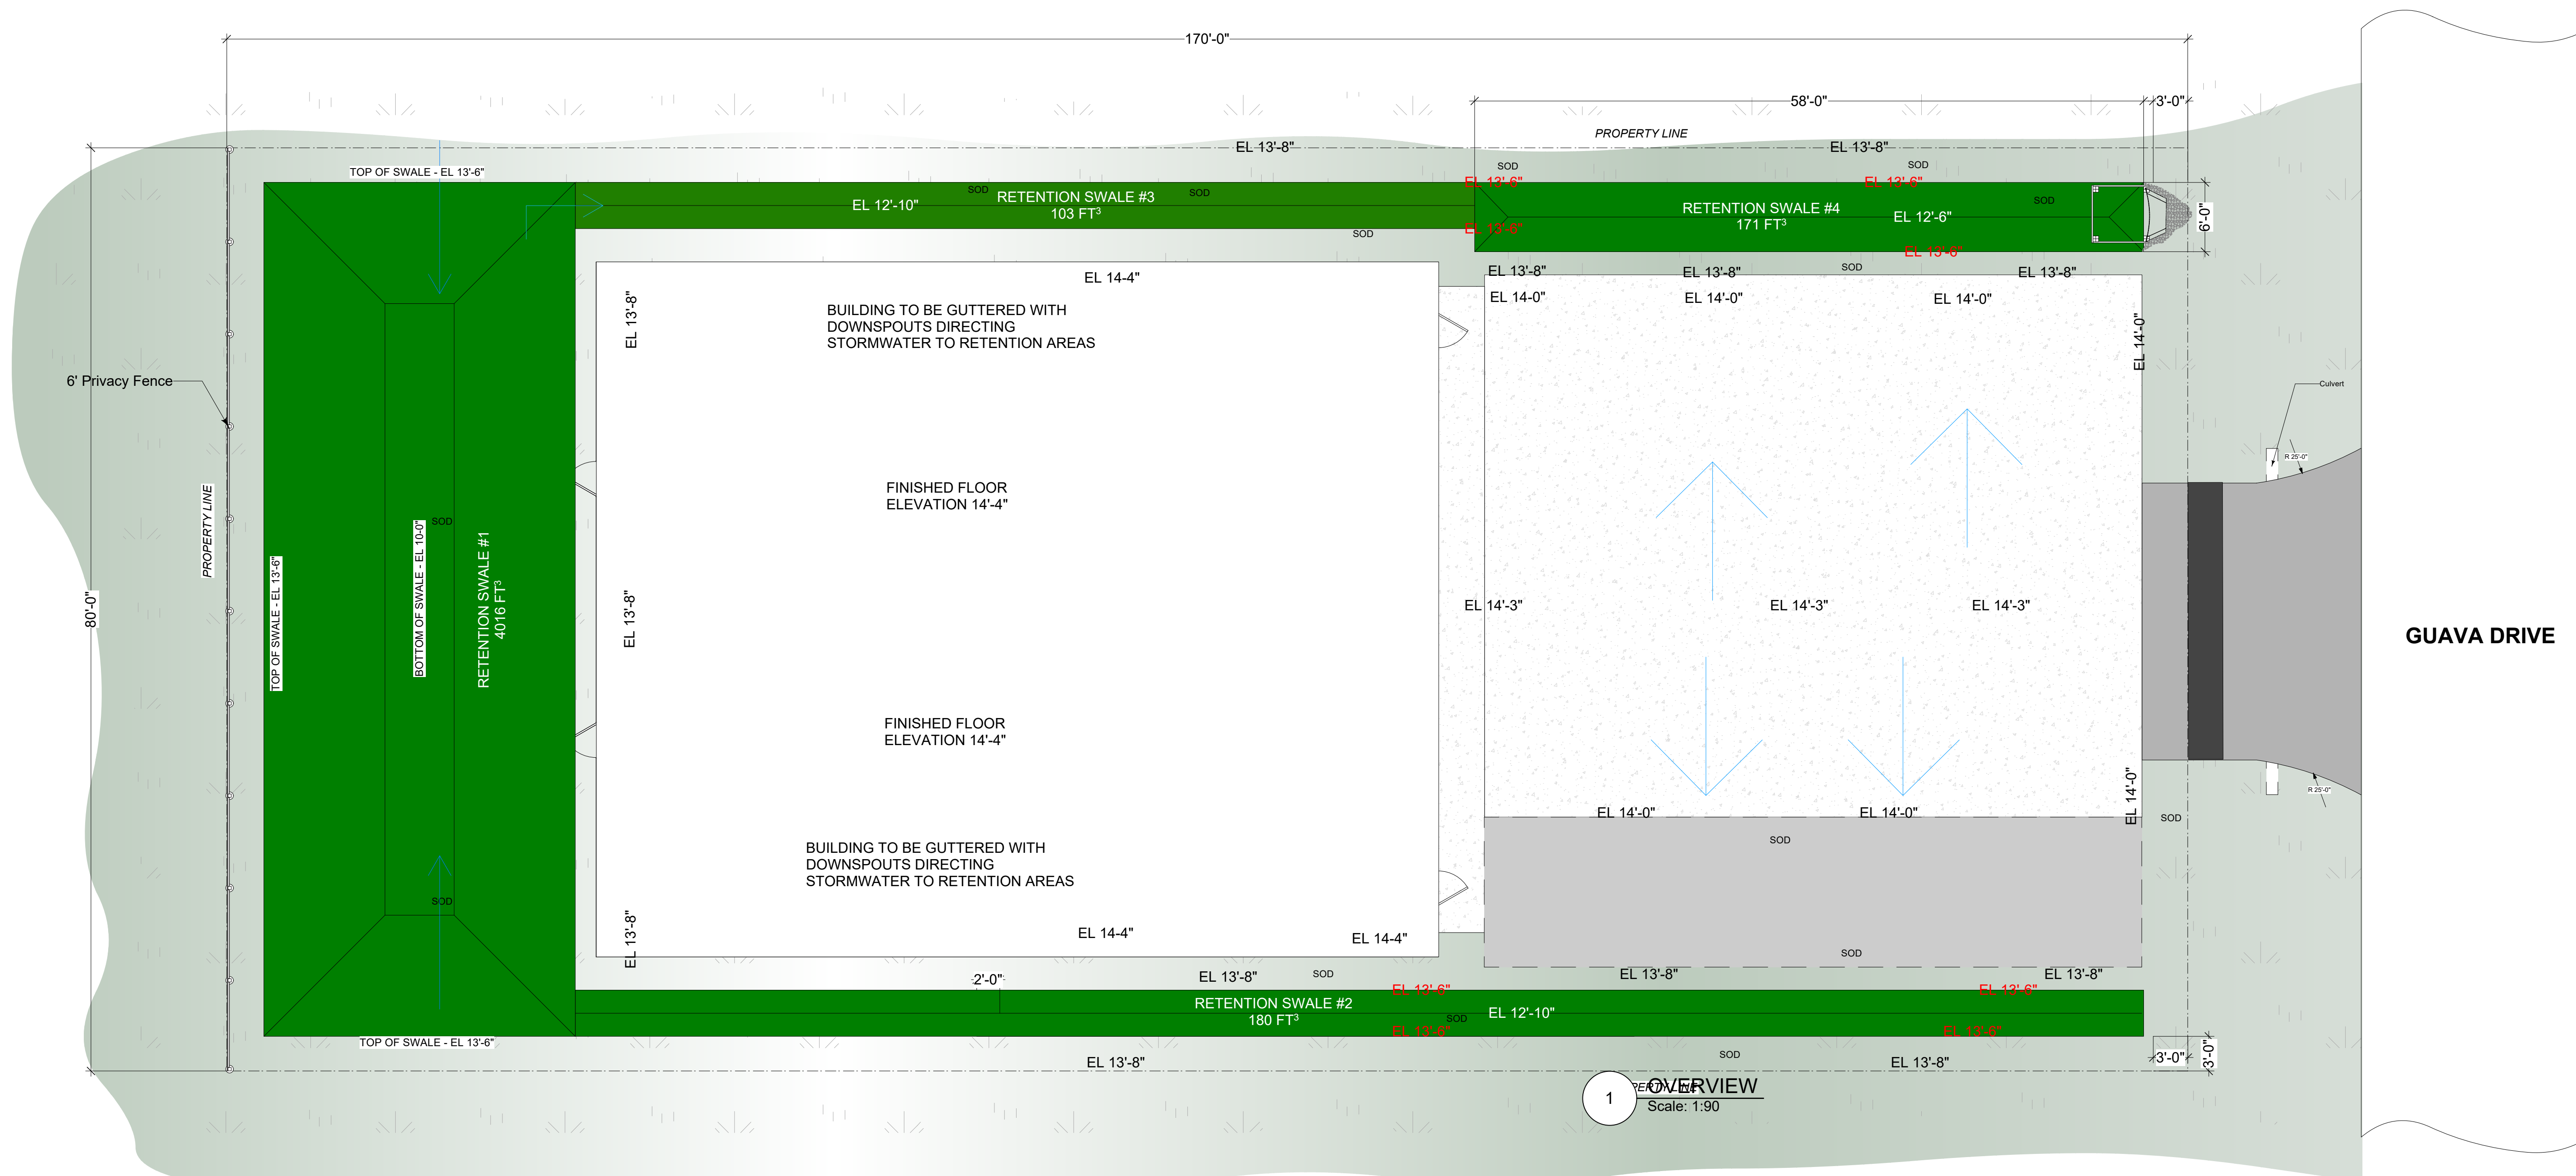 170'-0"
58'-0"
3'-0"
PROPERTY LINE
EL 13'-8"
EL 13'-8"
SOD
SOD
TOP OF SWALE - EL 13'-6"
EL 13'-6"
EL 13'-6"
SOD
SOD
RETENTION SWALE #3
103 FT³
EL 12'-10"
SOD
RETENTION SWALE #4
171 FT³
EL 12'-6"
6'-0"
EL 13'-6"
SOD
EL 13'-6"
EL 13'-8"
EL 13'-8"
SOD
EL 13'-8"
EL 14-4"
EL 14-0"
EL 14'-0"
EL 14'-0"
EL 13'-8"
BUILDING TO BE GUTTERED WITH
DOWNSPOUTS DIRECTING
STORMWATER TO RETENTION AREAS
EL 14'-0"
6' Privacy Fence
Culvert
R 25'-0"
FINISHED FLOOR
ELEVATION 14'-4"
PROPERTY LINE
SOD
80'-0"
TOP OF SWALE - EL 13'-6"
BOTTOM OF SWALE - EL 10-0"
RETENTION SWALE #1
4016 FT³
EL 13'-8"
EL 14'-3"
EL 14'-3"
EL 14'-3"
GUAVA DRIVE
FINISHED FLOOR
ELEVATION 14'-4"
R 25'-0"
EL 14'-0"
EL 14'-0"
EL 14'-0"
SOD
SOD
BUILDING TO BE GUTTERED WITH
DOWNSPOUTS DIRECTING
STORMWATER TO RETENTION AREAS
SOD
EL 13'-8"
EL 14-4"
EL 14-4"
SOD
2'-0"
EL 13'-8"
SOD
EL 13'-8"
EL 13'-8"
EL 13'-6"
EL 13'-6"
RETENTION SWALE #2
180 FT³
EL 12'-10"
SOD
EL 13'-6"
EL 13'-6"
TOP OF SWALE - EL 13'-6"
SOD
3'-0"
3'-0"
EL 13'-8"
EL 13'-8"
1
OVERVIEW
LINE
Scale: 1:90